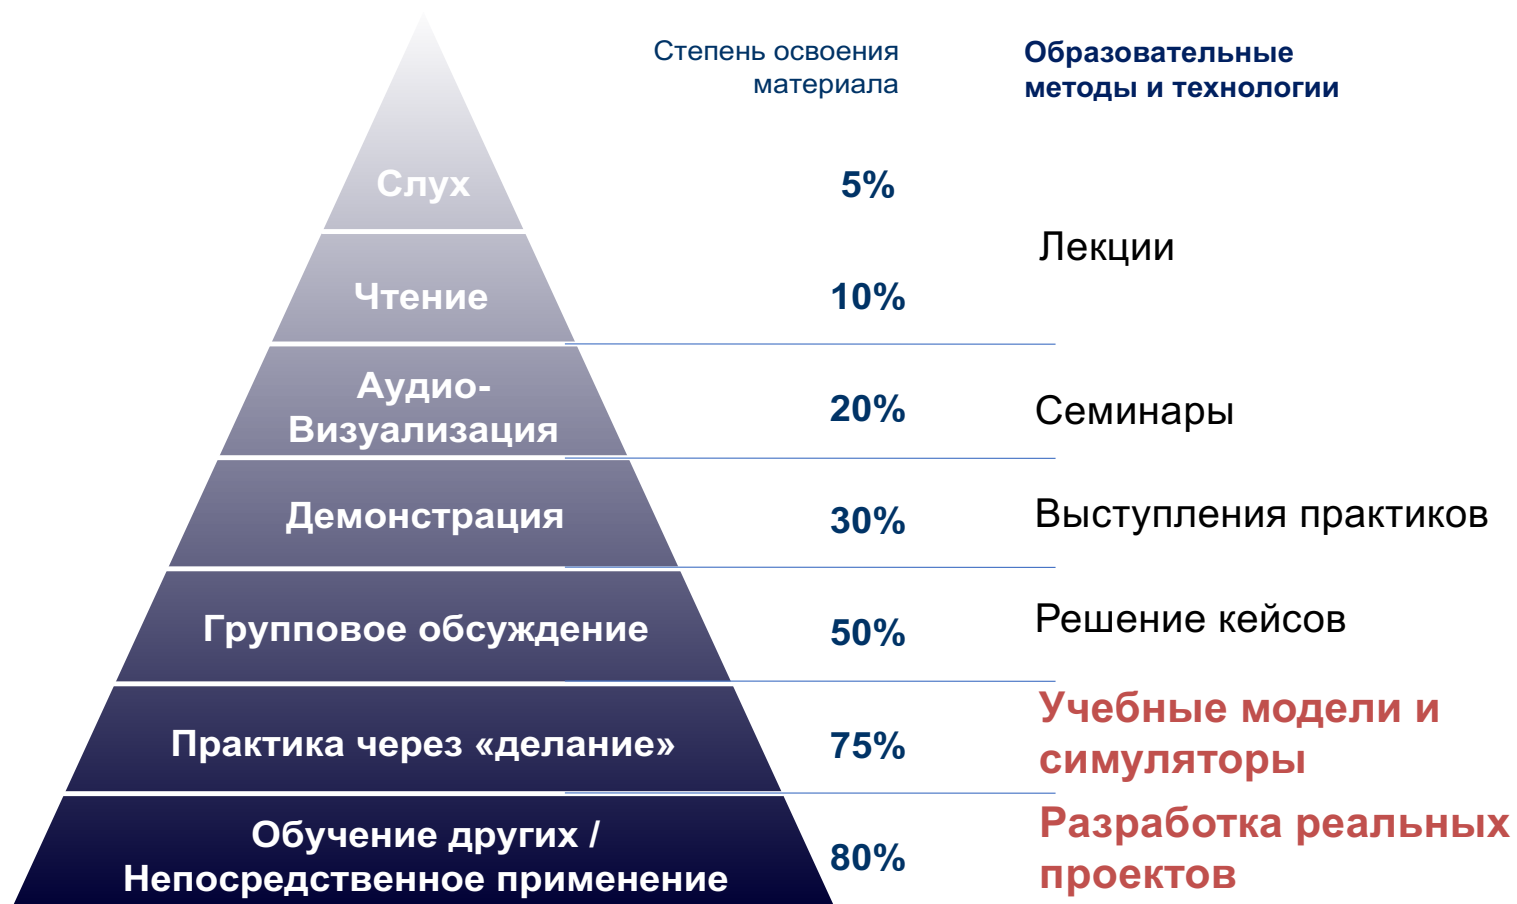 Степень освоения
материала
Образовательные
методы и технологии
Слух
5%
Лекции
Чтение
10%
Аудио-
Визуализация
20%
Семинары
Демонстрация
30%
Выступления практиков
Групповое обсуждение
50%
Решение кейсов
Практика через «делание»
75%
Учебные модели и
симуляторы
Обучение других /
Непосредственное применение
80%
Разработка реальных
проектов